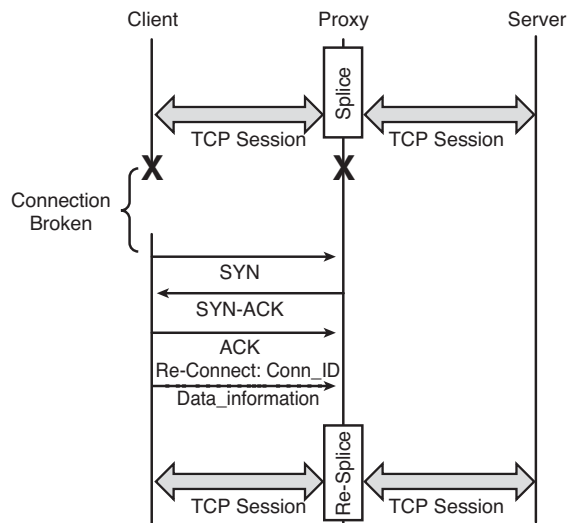 Client Proxy Server
Splice
TCP Session TCP Session
X X
Connection
Broken
SYN
SYN-ACK
ACK
Re-Connect: Conn_ID
Data_information
Re-Splice
TCP Session TCP Session